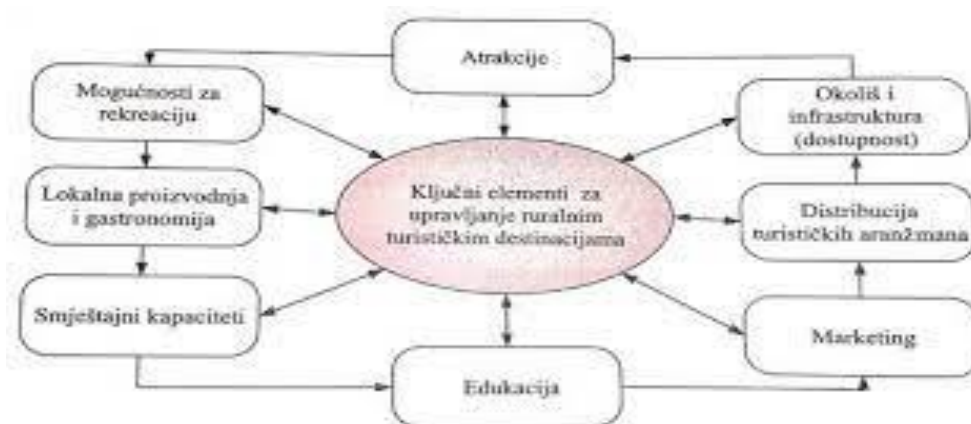 Atrakcije
Mogućnosti za
rekreaciju
Okoliš i
infrastruktura
(dostupnost)
Lokalna proizvodnja
i gastronomija
Ključni elementi za
upravljanje ruralnim
turističkim destinacijama
Distribucija
turističkih aranžmana
Smještajni kapaciteti
Marketing
Edukacija